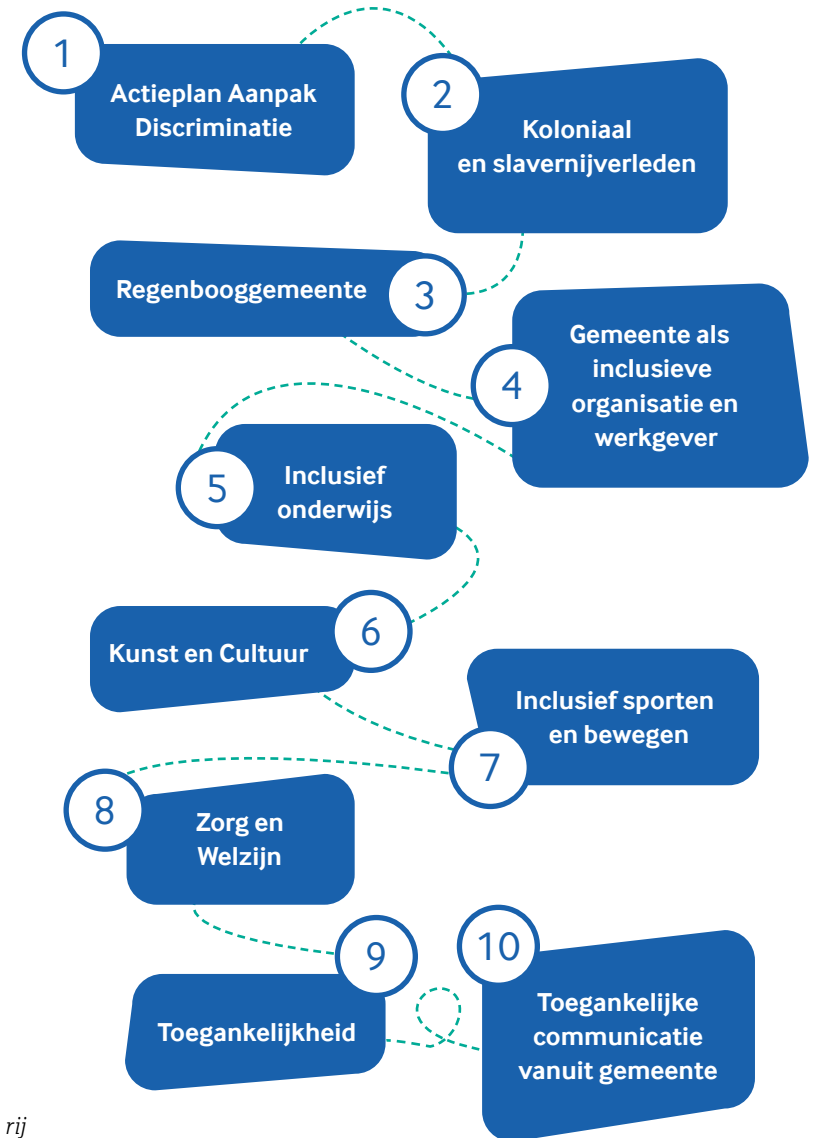 1
Actieplan Aanpak
Discriminatie
2
Koloniaal
en slavernijverleden
Regenbooggemeente
3
4
Gemeente als
inclusieve
organisatie en
werkgever
5
Inclusief
onderwijs
Kunst en Cultuur
6
7
Inclusief sporten
en bewegen
8
Zorg en
Welzijn
9
Toegankelijkheid
10
Toegankelijke
communicatie
vanuit gemeente
rij